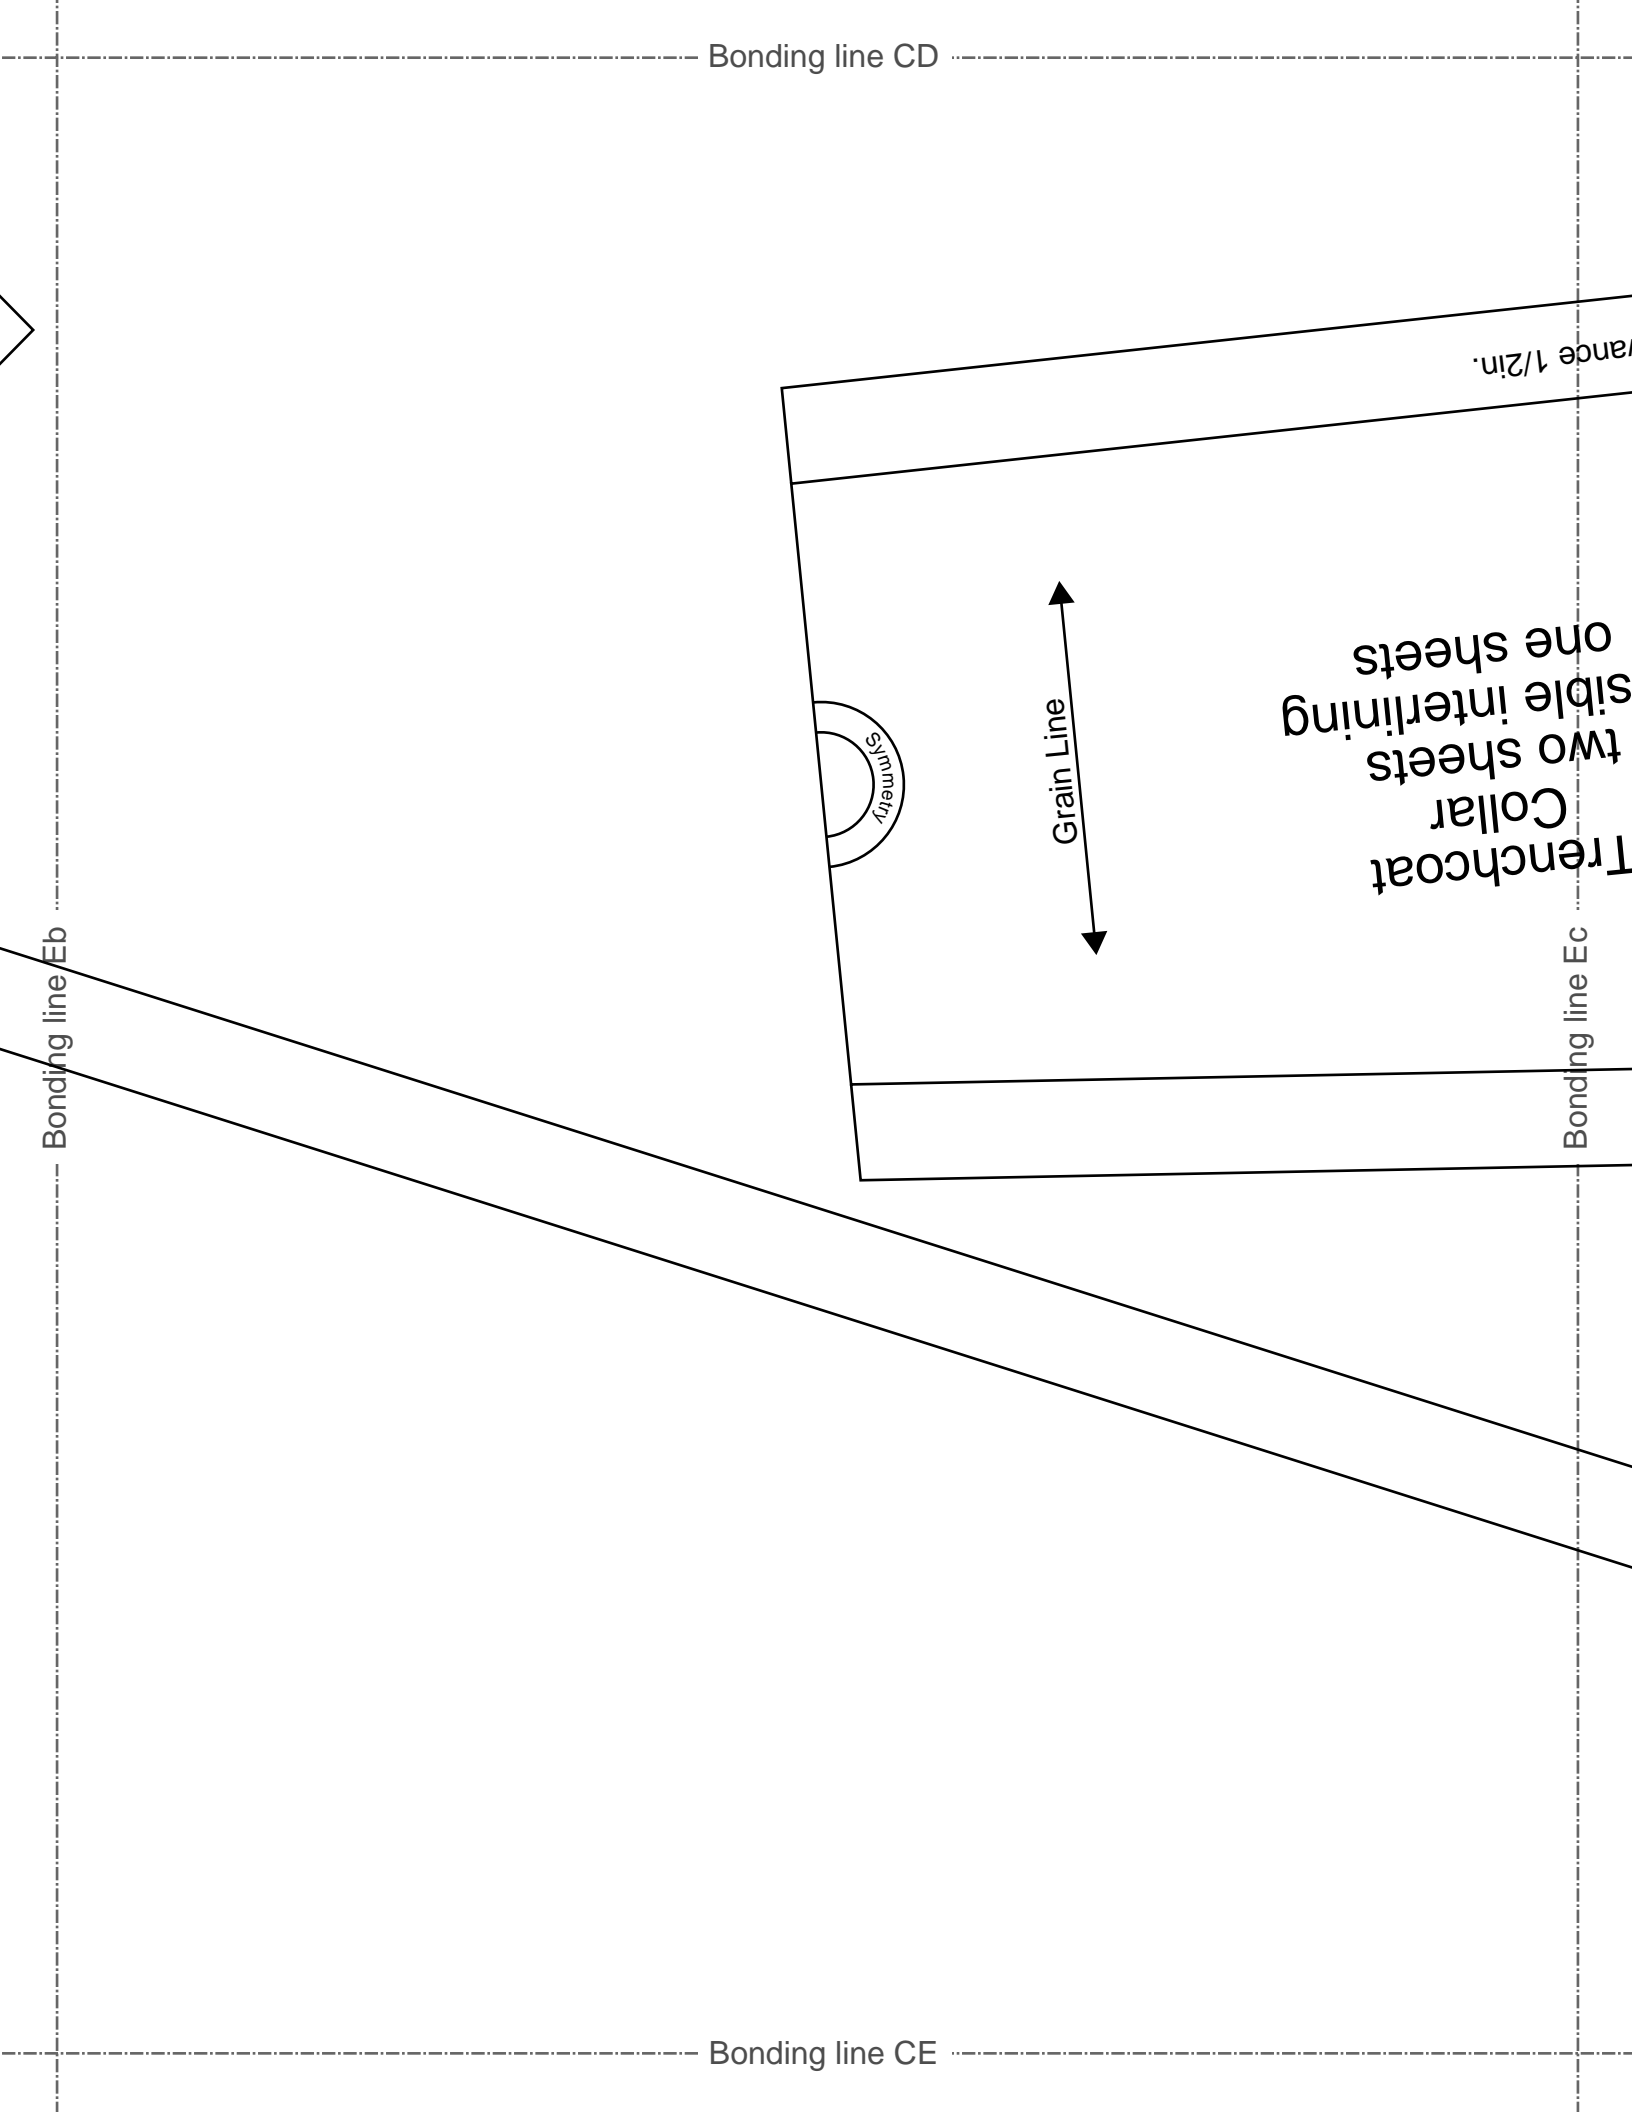 Bonding line CD
vance 1/2in.
Trenchcoat
Collar
two sheets
sible interlining
one sheets
Grain Line
Symmetry
Bonding line Eb
Bonding line Ec
Bonding line CE